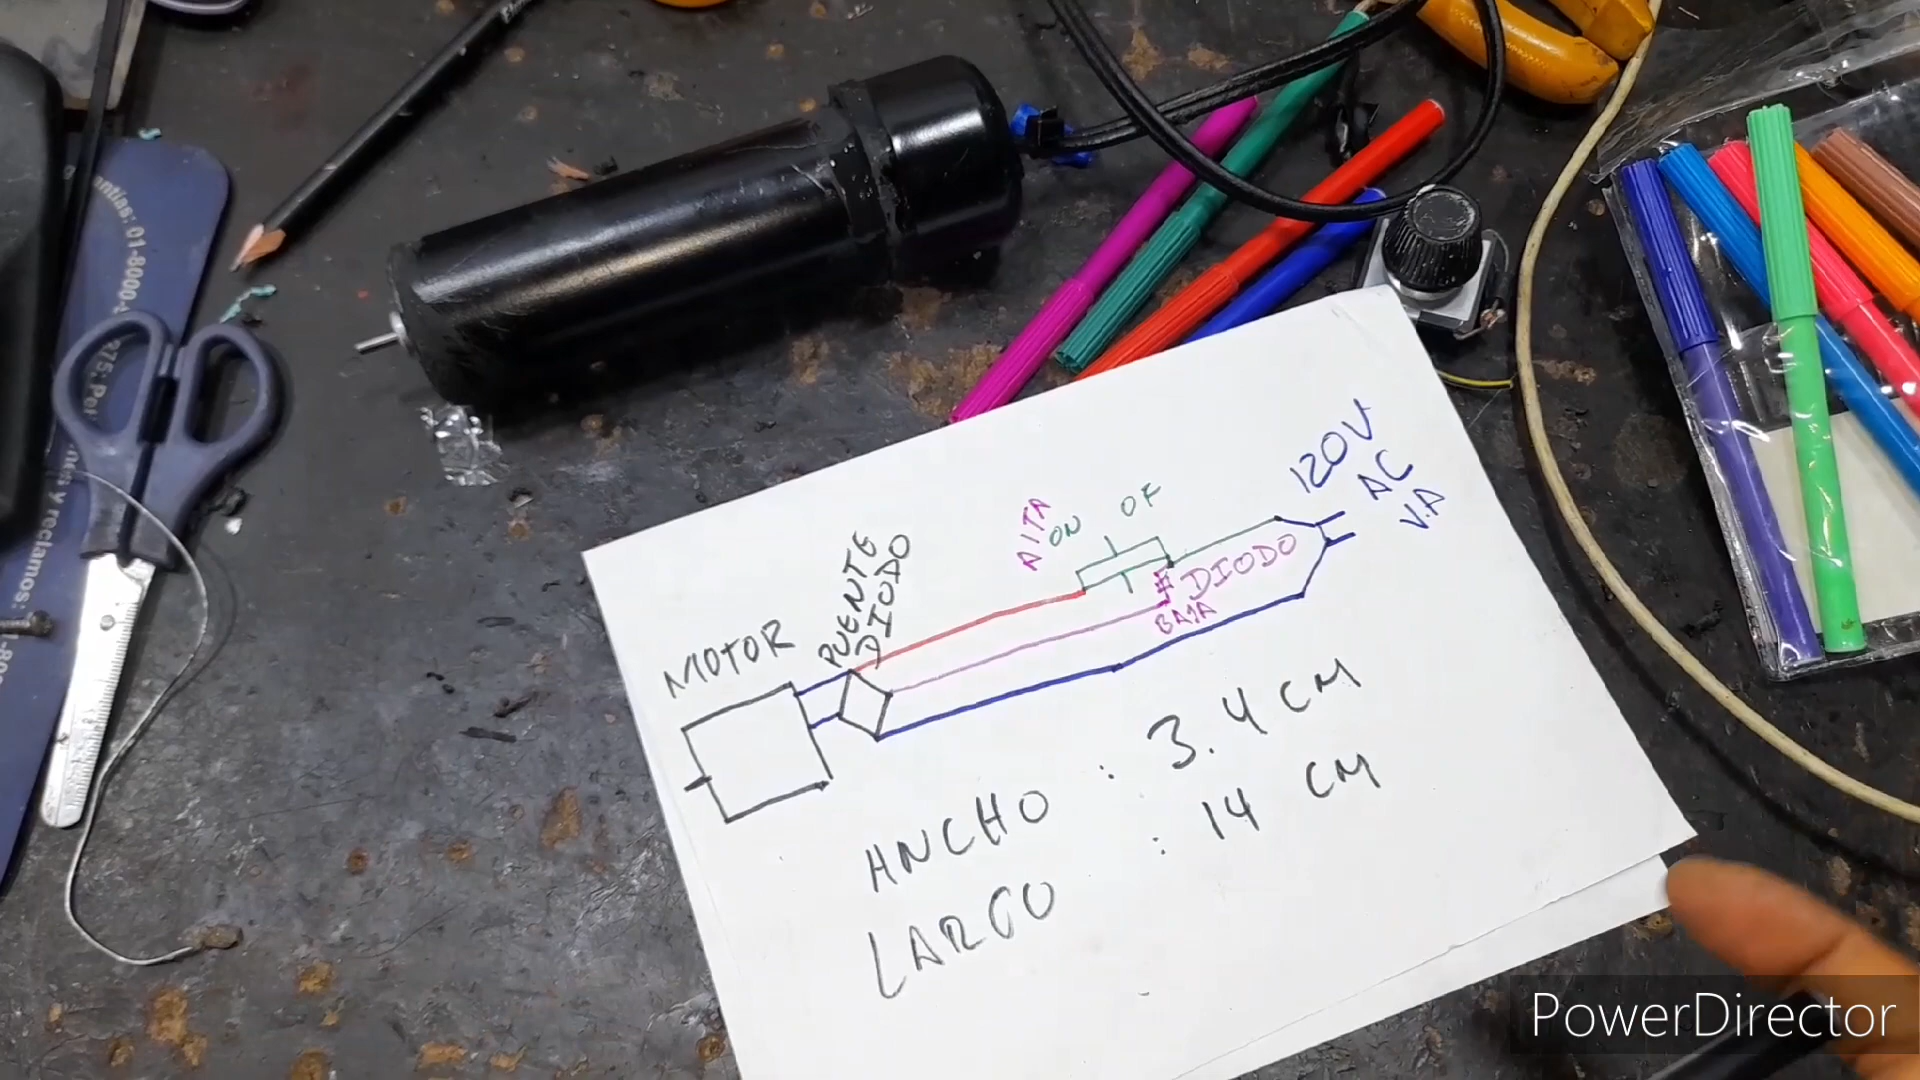 120V
AC
V.A
ALTA
ON
OF
PUENTE
DIODO
DIODO
BAJA
MOTOR
ANCHO : 3.4 CM
LARGO : 14 CM
PowerDirector